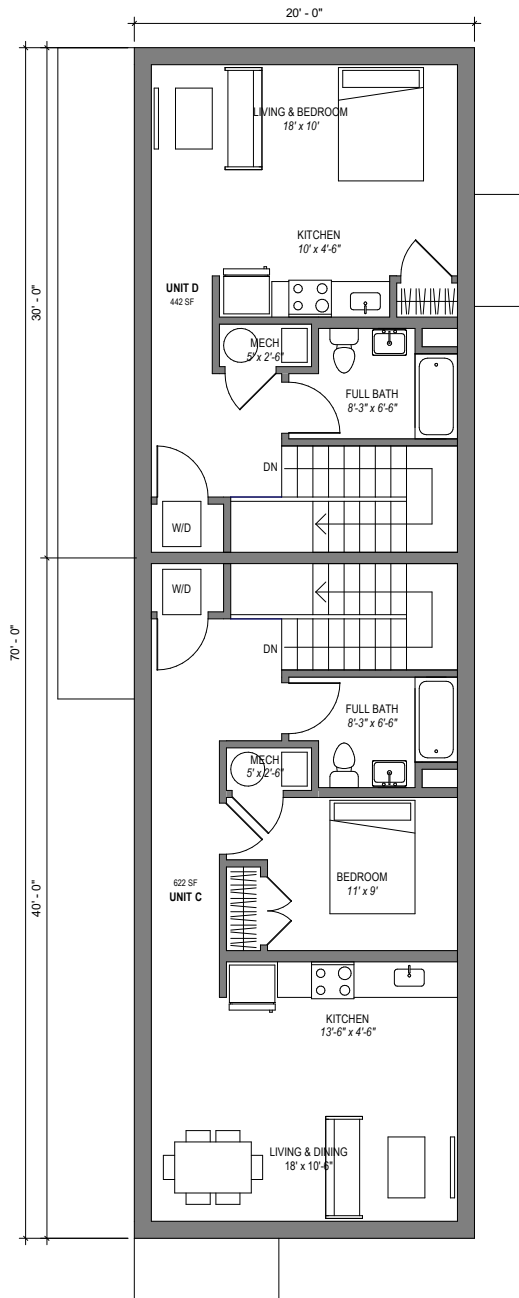 20' - 0"
LIVING & BEDROOM
18' x 10'
KITCHEN
10' x 4'-6"
UNIT D
442 SF
30' - 0"
MECH
5' x 2'-6"
FULL BATH
8'-3" x 6'-6"
DN
W/D
W/D
70' - 0"
DN
FULL BATH
8'-3" x 6'-6"
MECH
5' x 2'-6"
622 SF
UNIT C
BEDROOM
11' x 9'
40' - 0"
KITCHEN
13'-6" x 4'-6"
LIVING & DINING
18' x 10'-6"